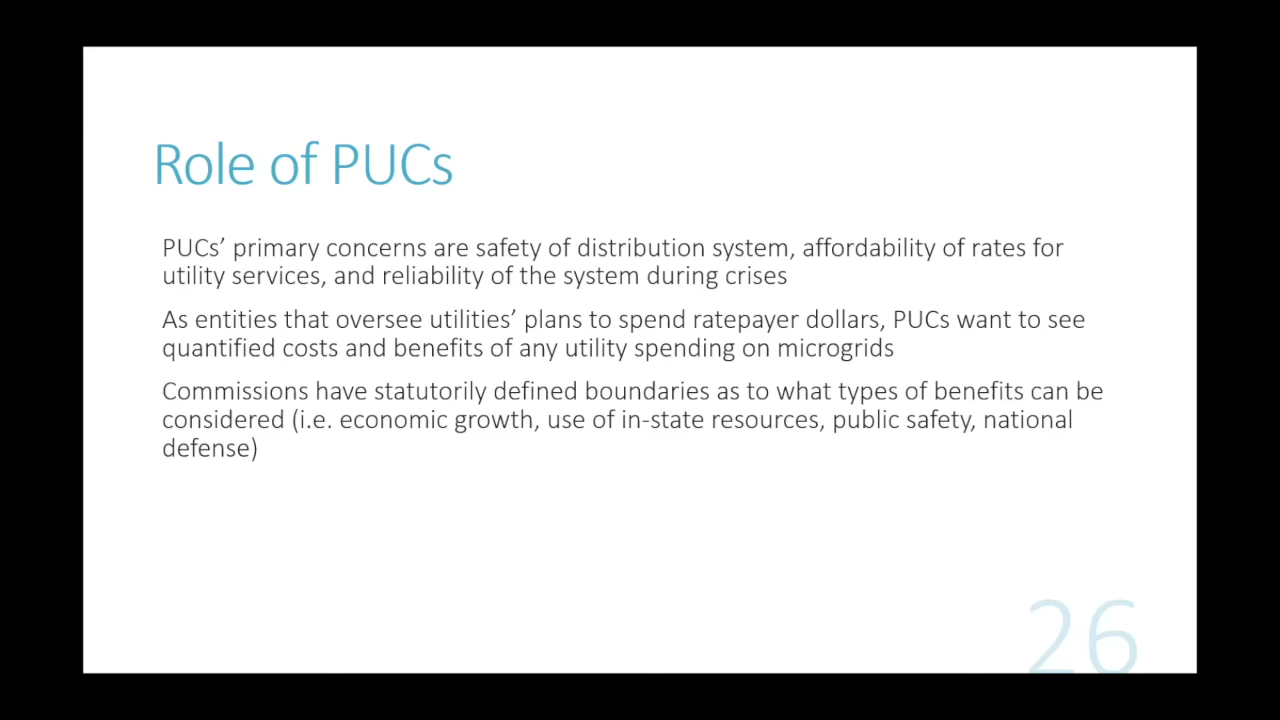 Role of PUCs
PUCs’ primary concerns are safety of distribution system, affordability of rates for
utility services, and reliability of the system during crises
As entities that oversee utilities’ plans to spend ratepayer dollars, PUCs want to see
quantified costs and benefits of any utility spending on microgrids
Commissions have statutorily defined boundaries as to what types of benefits can be
considered (i.e. economic growth, use of in-state resources, public safety, national
defense)
26